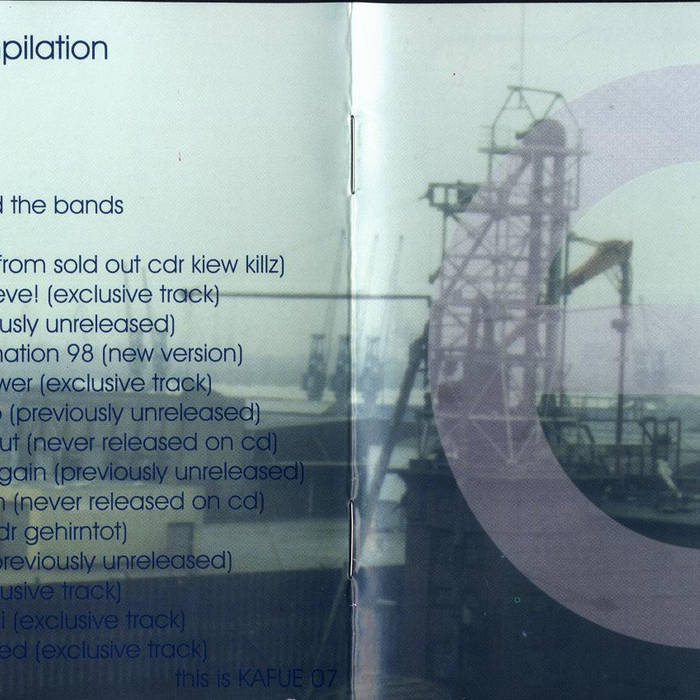 pilation
the bands
from sold out cdr kiew killz)
eve! (exclusive track)
usly unreleased)
nation 98 (new version)
wer (exclusive track)
(previously unreleased)
ut (never released on cd)
gain (previously unreleased)
(never released on cd)
dr gehirntot)
previously unreleased)
usive track)
i (exclusive track)
ed (exclusive track)
this is KAFUE 07